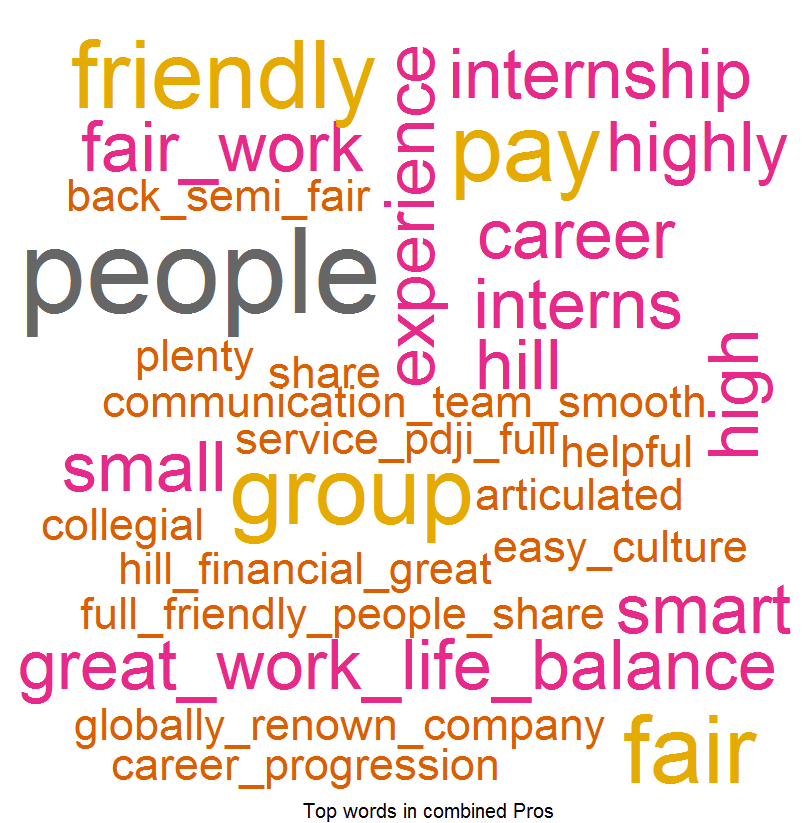 friendly
experience
internship
fair_work
pay
highly
back_semi_fair
career
people
interns
plenty
share
hill
high
communication_team_smooth
service_pdji_full
helpful
small
group
articulated
collegial
easy_culture
hill_financial_great
full_friendly_people_share
smart
great_work_life_balance
globally_renown_company
fair
career_progression
Top words in combined Pros